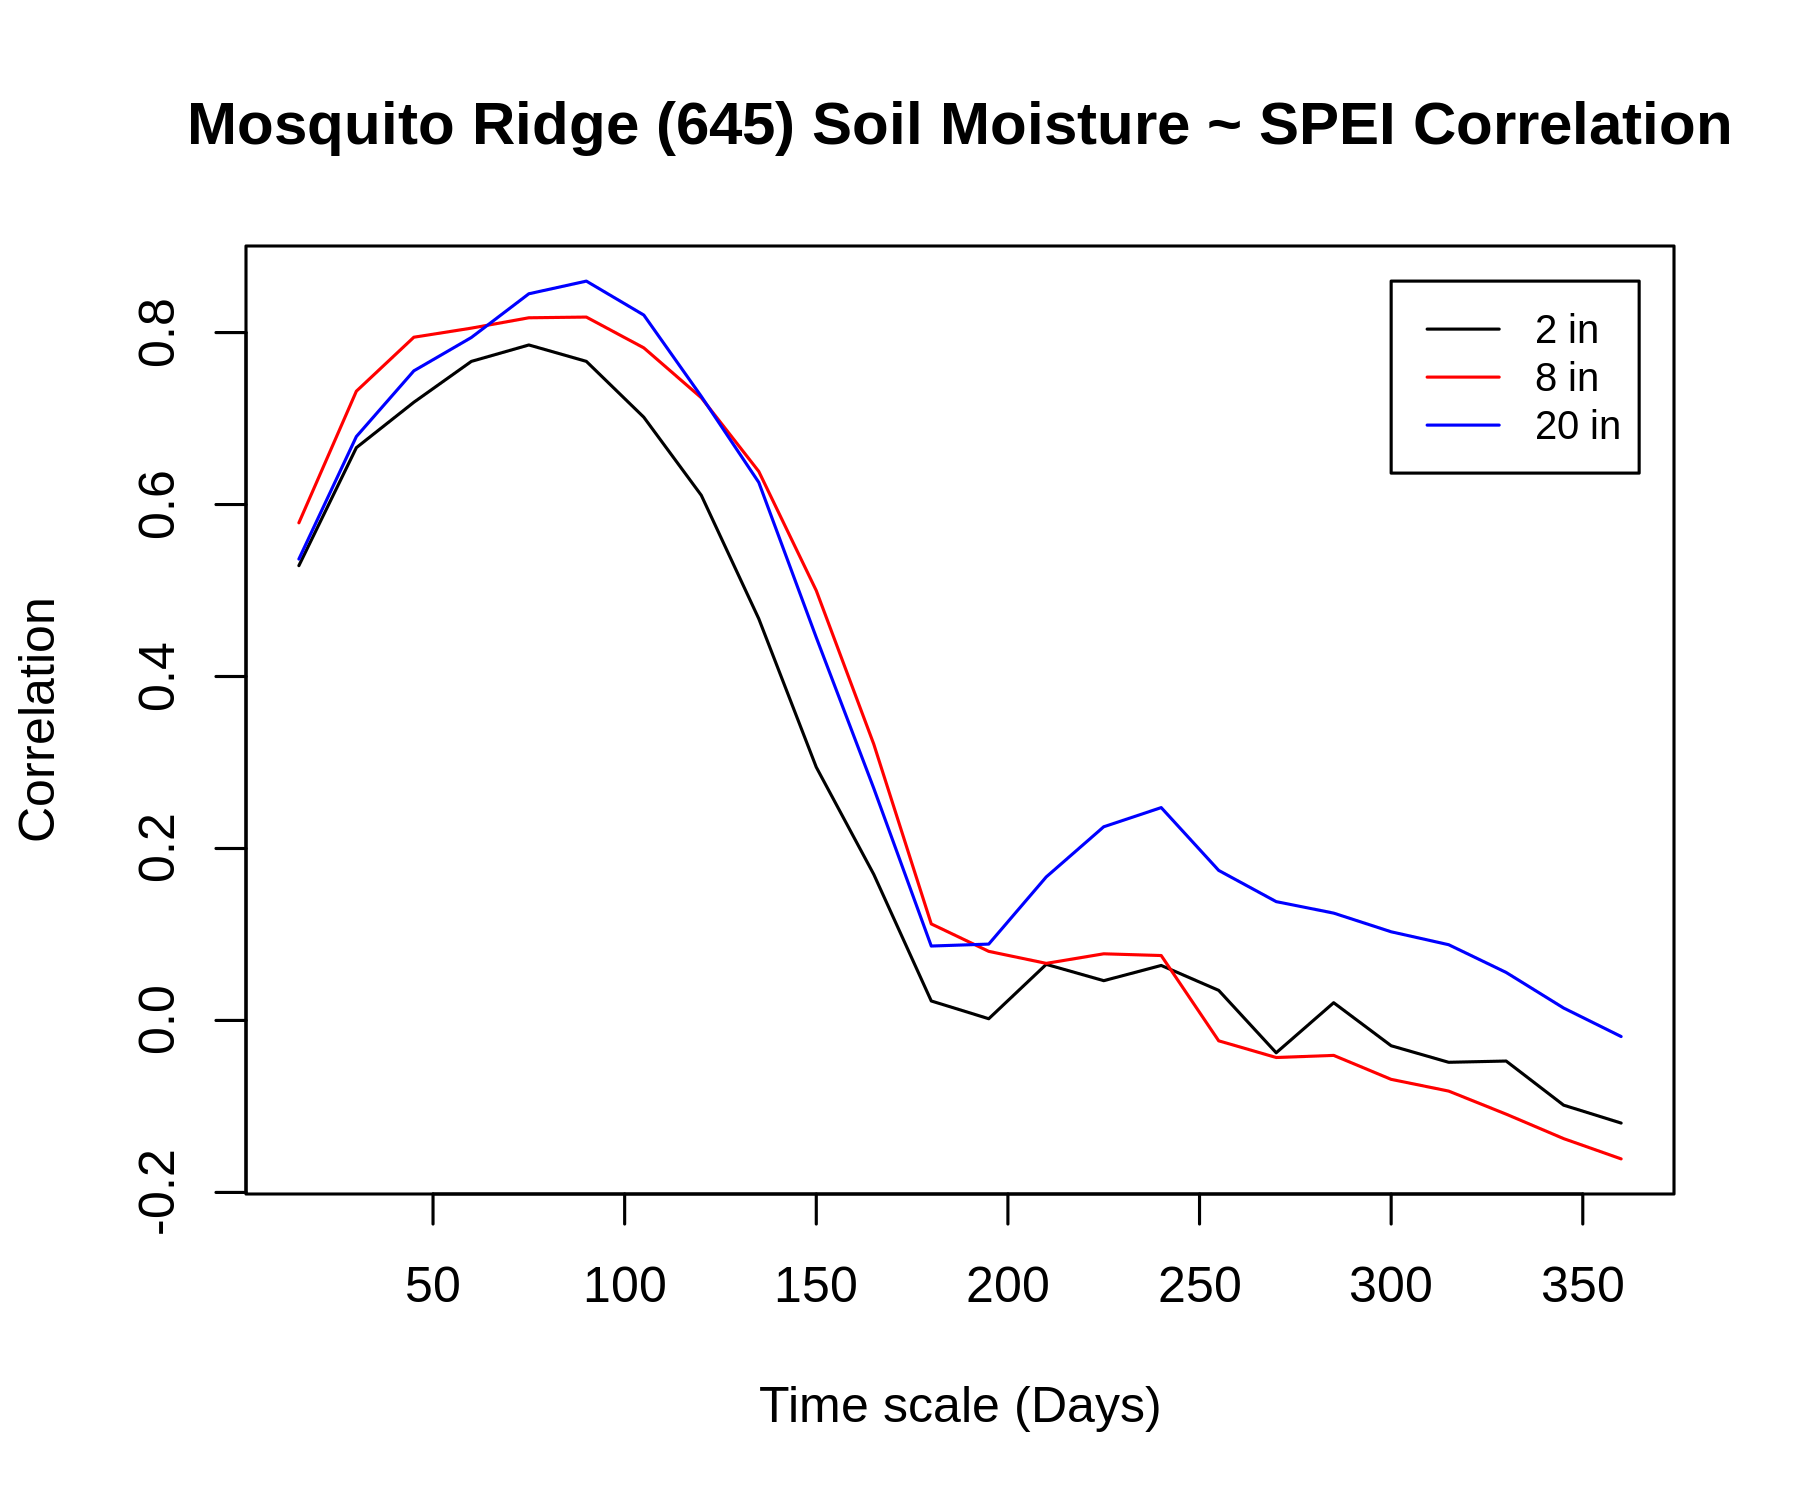 Mosquito Ridge (645) Soil Moisture ~ SPEI Correlation
2 in
8 in
20 in
Correlation
0.8
0.6
0.4
0.2
0.0
-0.2
50 100 150 200 250 300 350
Time scale (Days)